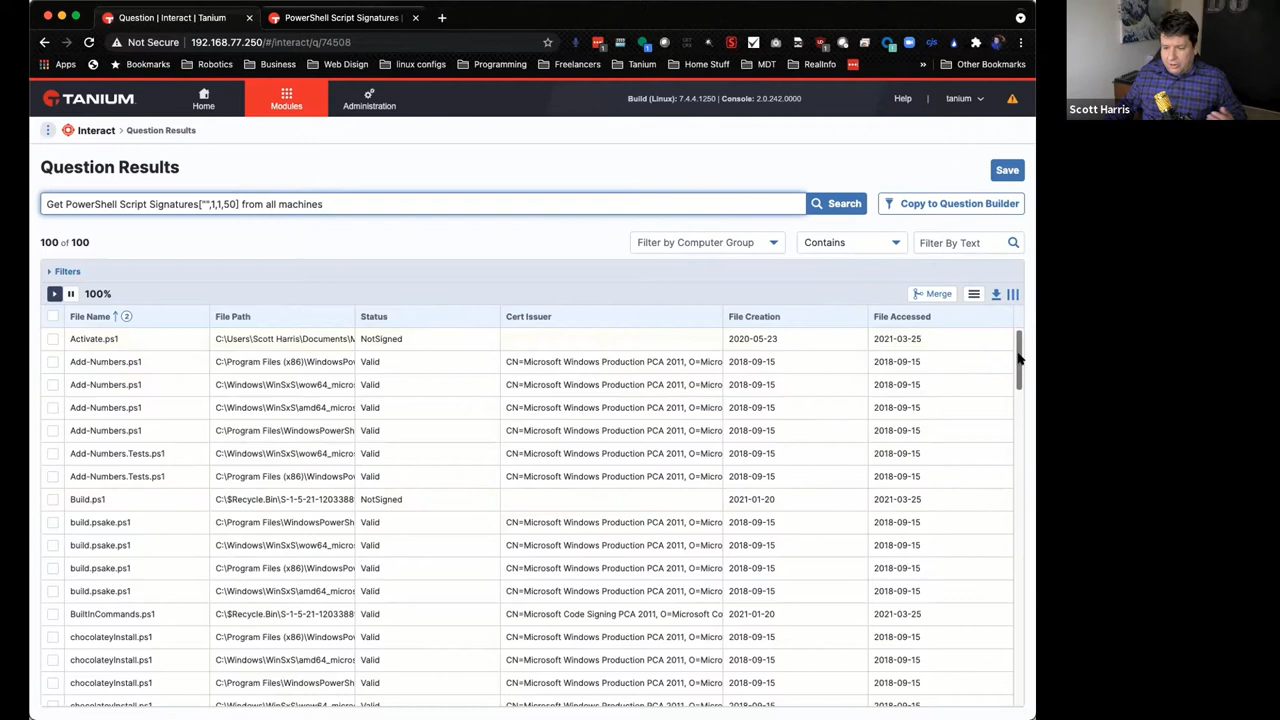 Question | Interact | Tanium
PowerShell Script Signatures |
Not Secure
192.168.77.250/#/interact/q/74508
Apps
Bookmarks
Robotics
Business
Web Design
linux configs
Programming
Freelancers
Tanium
Home Stuff
MDT
RealInfo
»
Other Bookmarks
TANIUM
Home
Modules
Administration
Build (Linux): 7.4.4.1250 | Console: 2.0.242.0000
Help
tanium
Scott Harris
Interact > Question Results
Question Results
Save
Get PowerShell Script Signatures["",1,1,50] from all machines
Search
Copy to Question Builder
100 of 100
Filter by Computer Group
Contains
Filter By Text
Filters
100%
Merge
File Name ↑ 2 File Path Status Cert Issuer File Creation File Accessed
Activate.ps1 C:\Users\Scott Harris\Documents\M NotSigned 2020-05-23 2021-03-25
Add-Numbers.ps1 C:\Program Files (x86)\WindowsPov Valid CN=Microsoft Windows Production PCA 2011, O=Micro 2018-09-15 2018-09-15
Add-Numbers.ps1 C:\Windows\WinSxS\wow64_micros Valid CN=Microsoft Windows Production PCA 2011, O=Micro 2018-09-15 2018-09-15
Add-Numbers.ps1 C:\Windows\WinSxS\amd64_micros Valid CN=Microsoft Windows Production PCA 2011, O=Micro 2018-09-15 2018-09-15
Add-Numbers.ps1 C:\Program Files\WindowsPowerSh Valid CN=Microsoft Windows Production PCA 2011, O=Micro 2018-09-15 2018-09-15
Add-Numbers.Tests.ps1 C:\Windows\WinSxS\wow64_micros Valid CN=Microsoft Windows Production PCA 2011, O=Micro 2018-09-15 2018-09-15
Add-Numbers.Tests.ps1 C:\Program Files (x86)\WindowsPov Valid CN=Microsoft Windows Production PCA 2011, O=Micro 2018-09-15 2018-09-15
Build.ps1 C:\$Recycle.Bin\S-1-5-21-1203388 NotSigned 2021-01-20 2021-03-25
build.psake.ps1 C:\Program Files\WindowsPowerSh Valid CN=Microsoft Windows Production PCA 2011, O=Micro 2018-09-15 2018-09-15
build.psake.ps1 C:\Windows\WinSxS\wow64_micros Valid CN=Microsoft Windows Production PCA 2011, O=Micro 2018-09-15 2018-09-15
build.psake.ps1 C:\Program Files (x86)\WindowsPov Valid CN=Microsoft Windows Production PCA 2011, O=Micro 2018-09-15 2018-09-15
build.psake.ps1 C:\Windows\WinSxS\amd64_micros Valid CN=Microsoft Windows Production PCA 2011, O=Micro 2018-09-15 2018-09-15
BuiltInCommands.ps1 C:\$Recycle.Bin\S-1-5-21-1203388 Valid CN=Microsoft Code Signing PCA 2011, O=Microsoft Co 2021-01-20 2021-03-25
chocolateyInstall.ps1 C:\Program Files (x86)\WindowsPov Valid CN=Microsoft Windows Production PCA 2011, O=Micro 2018-09-15 2018-09-15
chocolateyInstall.ps1 C:\Windows\WinSxS\amd64_micros Valid CN=Microsoft Windows Production PCA 2011, O=Micro 2018-09-15 2018-09-15
chocolateyInstall.ps1 C:\Program Files\WindowsPowerSh Valid CN=Microsoft Windows Production PCA 2011, O=Micro 2018-09-15 2018-09-15